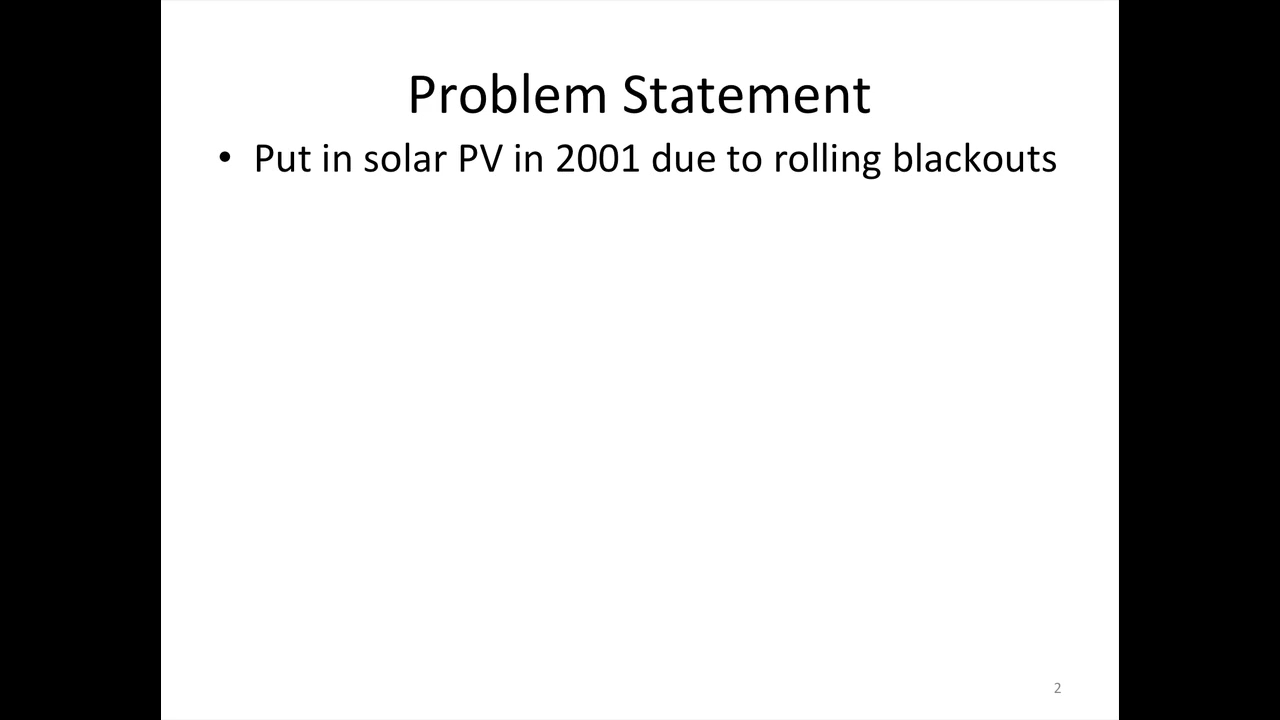 Problem Statement
• Put in solar PV in 2001 due to rolling blackouts
2